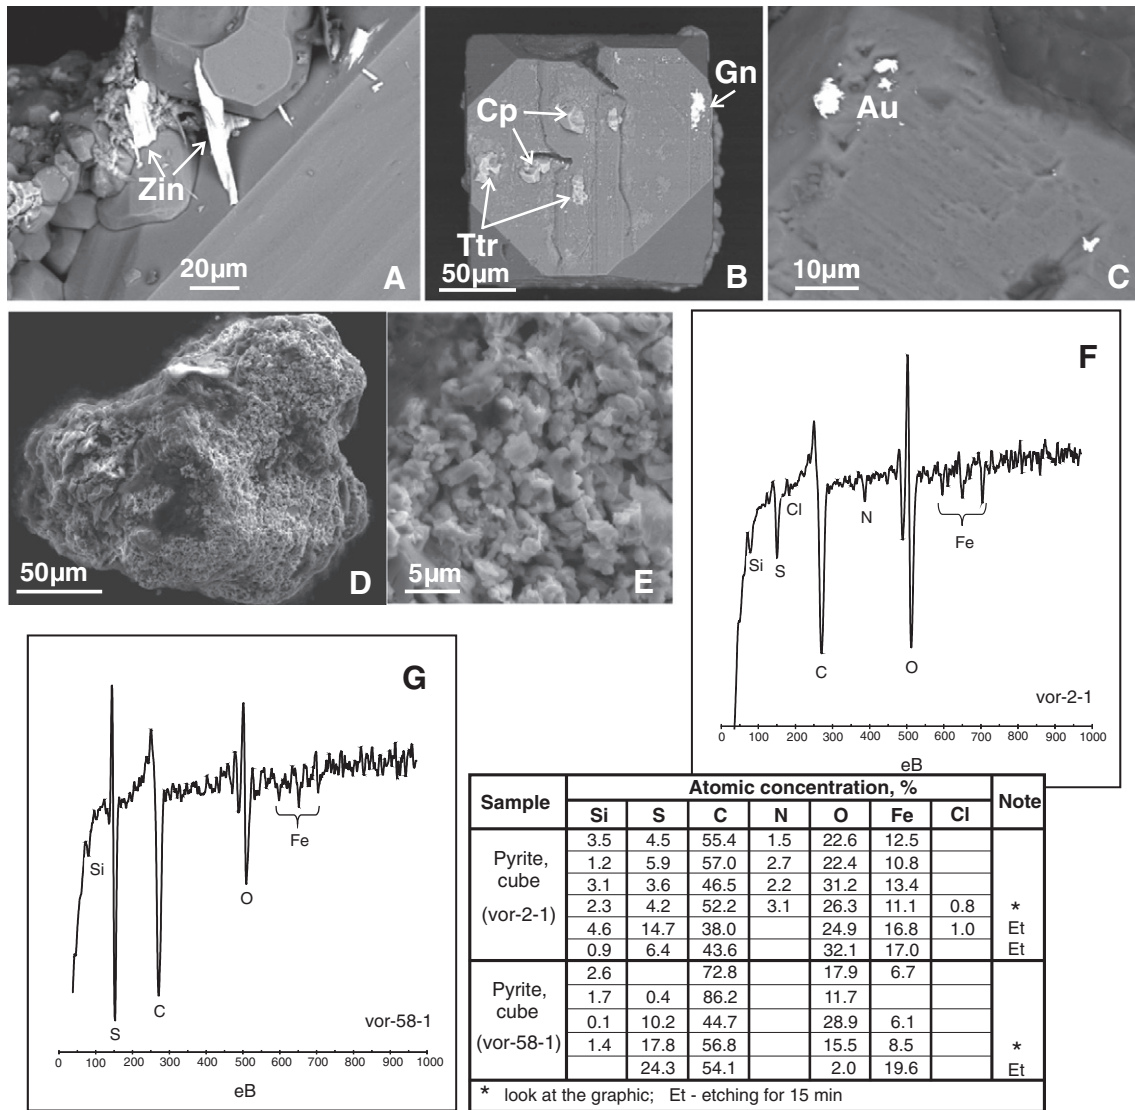 Zin
20µm
A
Cp
Gn
Ttr
50µm
B
Au
10µm
C
50µm
D
5µm
E
F
Si
S
Cl
C
N
O
Fe
vor-2-1
0 100 200 300 400 500 600 700 800 900 1000
eB
G
Si
S
C
O
Fe
vor-58-1
0 100 200 300 400 500 600 700 800 900 1000
eB
Sample Atomic concentration, % Note
Si S C N O Fe Cl
Pyrite, cube (vor-2-1)
3.5 4.5 55.4 1.5 22.6 12.5
1.2 5.9 57.0 2.7 22.4 10.8
3.1 3.6 46.5 2.2 31.2 13.4
2.3 4.2 52.2 3.1 26.3 11.1 0.8 *
4.6 14.7 38.0 24.9 16.8 1.0 Et
0.9 6.4 43.6 32.1 17.0 Et
Pyrite, cube (vor-58-1)
2.6 72.8 17.9 6.7
1.7 0.4 86.2 11.7
0.1 10.2 44.7 28.9 6.1
1.4 17.8 56.8 15.5 8.5 *
24.3 54.1 2.0 19.6 Et
* look at the graphic; Et - etching for 15 min